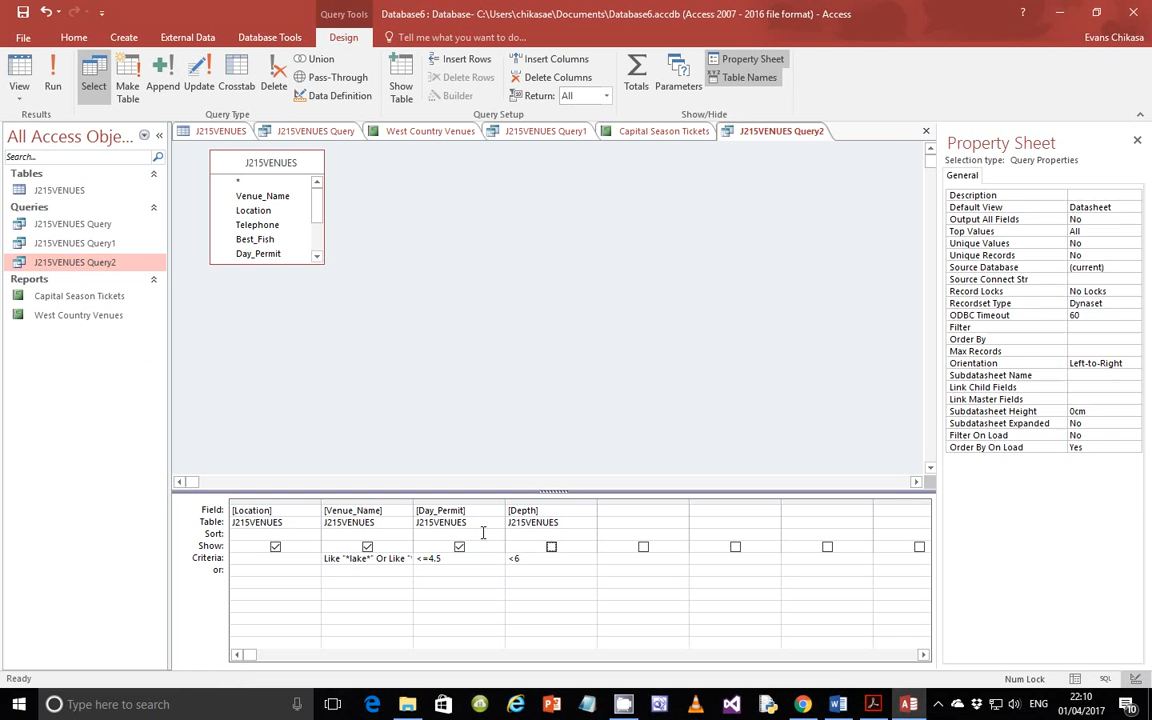 Query Tools
Database6 : Database- C:\Users\chikasae\Documents\Database6.accdb (Access 2007 - 2016 file format) - Access
?
File
Home
Create
External Data
Database Tools
Design
Tell me what you want to do...
Evans Chikasa
View
Run
Select
Make Table
Append
Update
Crosstab
Delete
Union
Pass-Through
Data Definition
Show Table
Insert Rows
Delete Rows
Builder
Insert Columns
Delete Columns
Return: All
Totals
Parameters
Property Sheet
Table Names
Results
Query Type
Query Setup
Show/Hide
All Access Obje...
Search...
Tables
J215VENUES
Queries
J215VENUES Query
J215VENUES Query1
J215VENUES Query2
Reports
Capital Season Tickets
West Country Venues
J215VENUES
J215VENUES Query
West Country Venues
J215VENUES Query1
Capital Season Tickets
J215VENUES Query2
J215VENUES
*
Venue_Name
Location
Telephone
Best_Fish
Day_Permit
Field: [Location] [Venue_Name] [Day_Permit] [Depth]
Table: J215VENUES J215VENUES J215VENUES J215VENUES
Sort:
Show:
Criteria: Like "*lake*" Or Like "* <=4.5 <6
or:
Property Sheet
Selection type: Query Properties
General
Description
Default View Datasheet
Output All Fields No
Top Values All
Unique Values No
Unique Records No
Source Database (current)
Source Connect Str
Record Locks No Locks
Recordset Type Dynaset
ODBC Timeout 60
Filter
Order By
Max Records
Orientation Left-to-Right
Subdatasheet Name
Link Child Fields
Link Master Fields
Subdatasheet Height 0cm
Subdatasheet Expanded No
Filter On Load No
Order By On Load Yes
Ready
Num Lock
SQL
Type here to search
ENG
22:10
01/04/2017